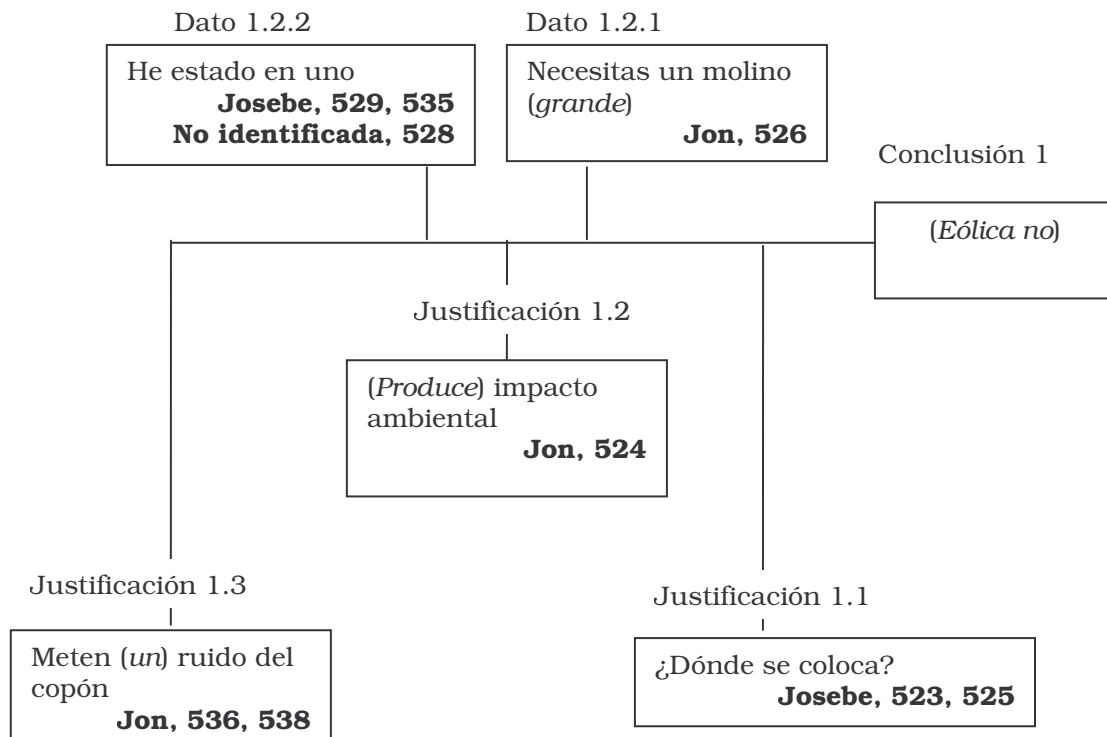 Dato 1.2.2
He estado en uno
Josebe, 529, 535
No identificada, 528
Dato 1.2.1
Necesitas un molino
(grande)
Jon, 526
Conclusión 1
(Eólica no)
Justificación 1.2
(Produce) impacto
ambiental
Jon, 524
Justificación 1.3
Meten (un) ruido del
copón
Jon, 536, 538
Justificación 1.1
¿Dónde se coloca?
Josebe, 523, 525